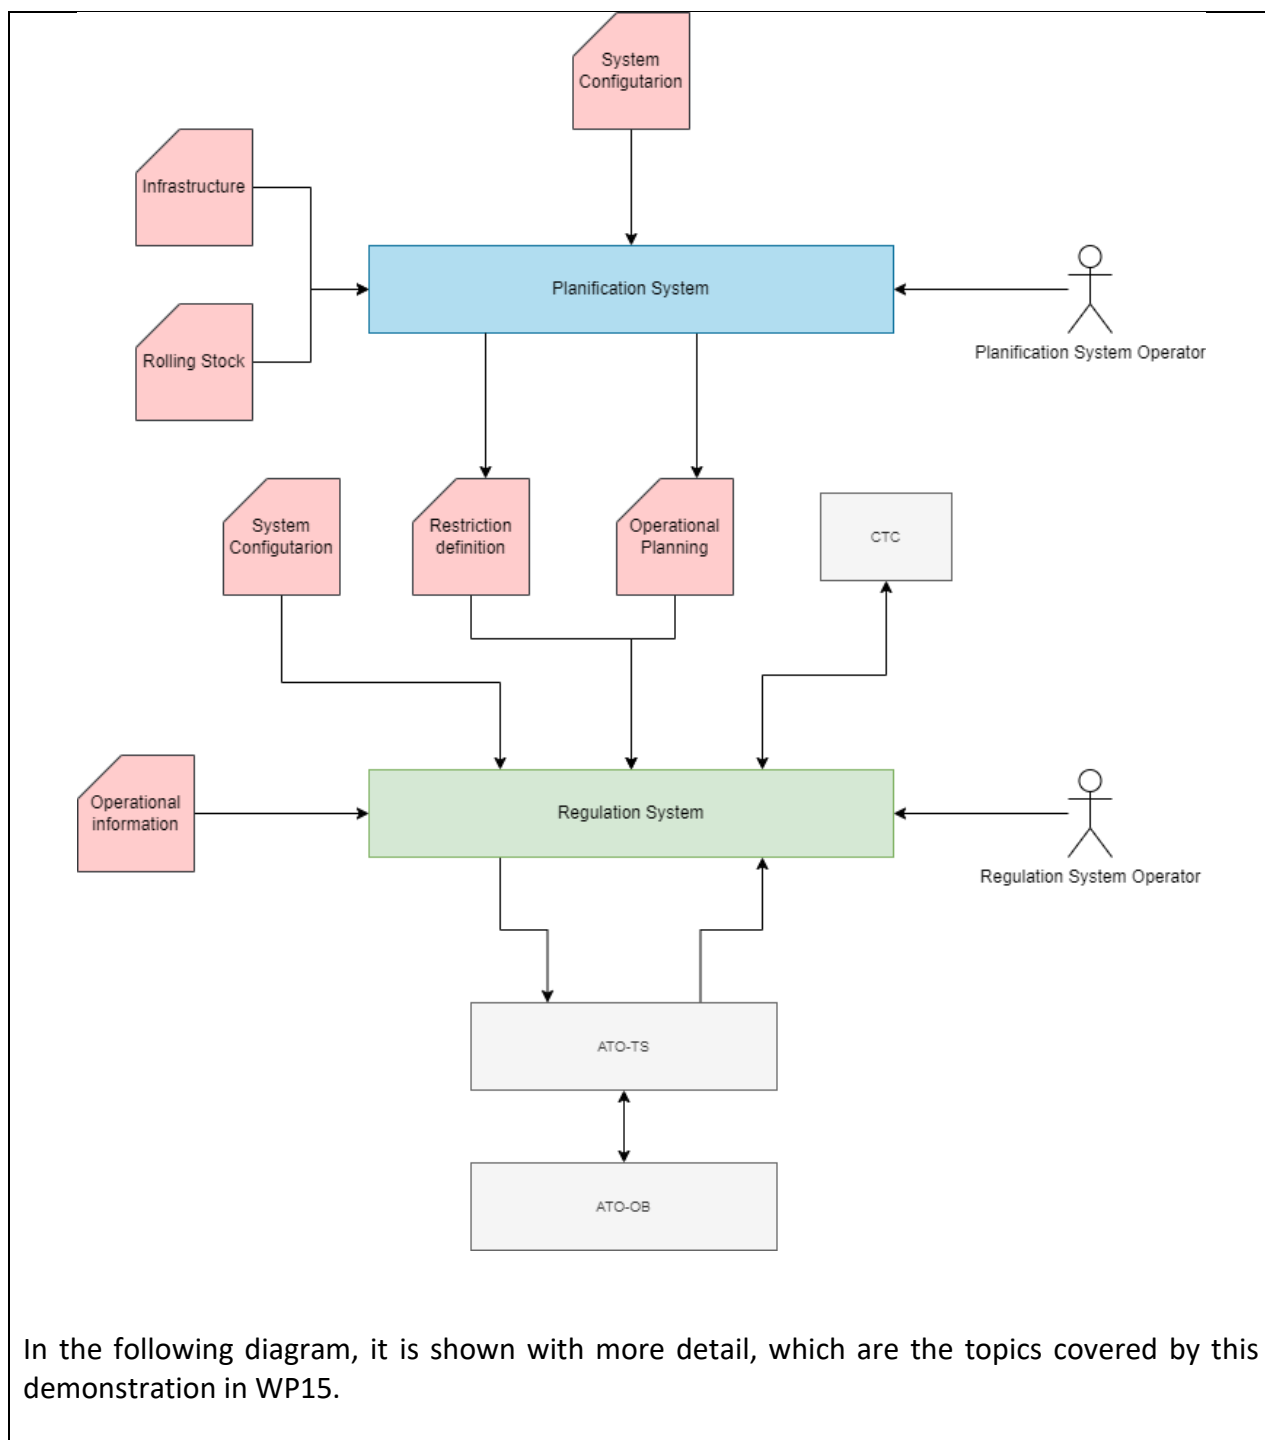 System
Configutarion
Infrastructure
Planification System
Rolling Stock
Planification System Operator
System
Configutarion
Restriction
definition
Operational
Planning
CTC
Operational
information
Regulation System
Regulation System Operator
ATO-TS
ATO-OB
In the following diagram, it is shown with more detail, which are the topics covered by this
demonstration in WP15.